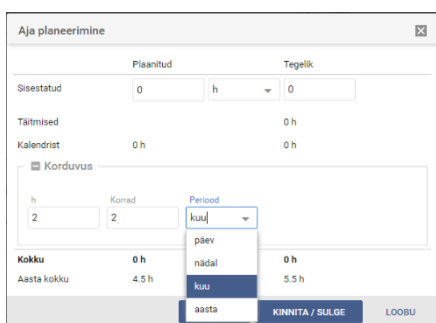 Aja planeerimine
Plaanitud Tegelik
Sisestatud 0 h 0
Täitmised 0 h
Kalendrist 0 h 0 h
Korduvus
h Korrad Periood
2 2 kuu
päev
Kokku 0 h 0 h
nädal
Aasta kokku 4.5 h 5.5 h
kuu
aasta
KINNITA / SULGE LOOBU